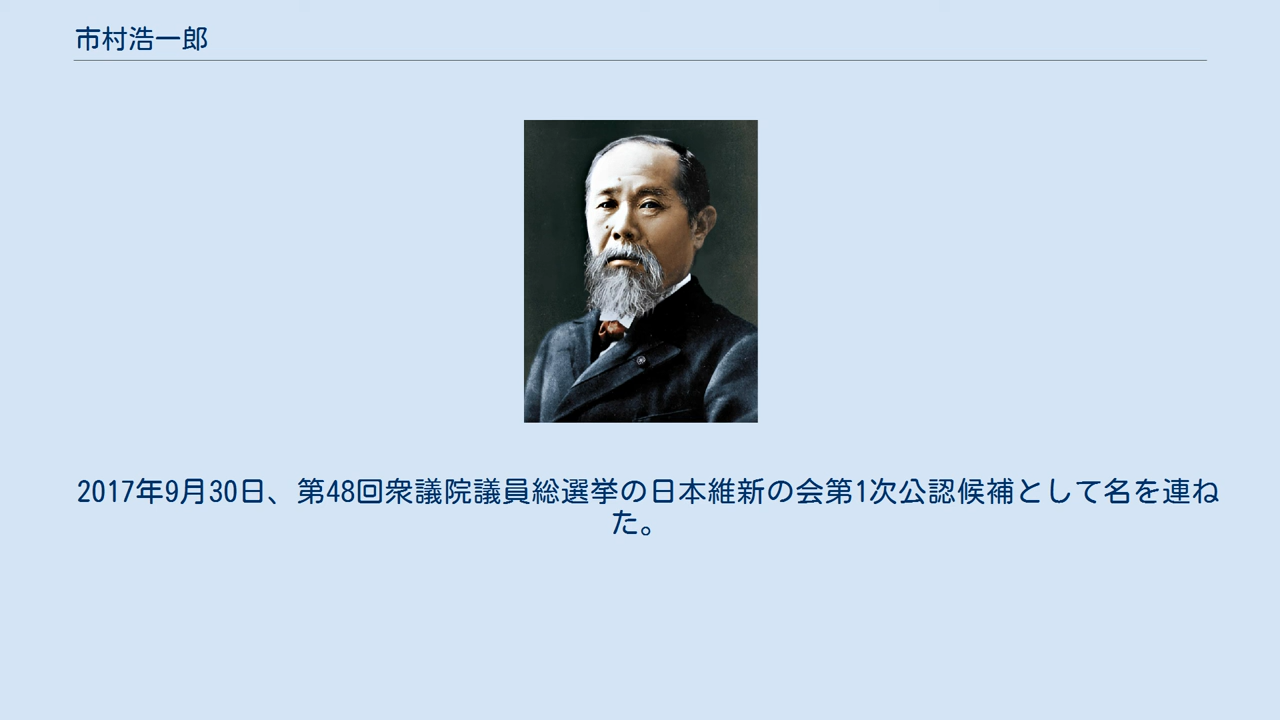 市村浩一郎
2017年9月30日、第48回衆議院議員総選挙の日本維新の会第1次公認候補として名を連ね
た。